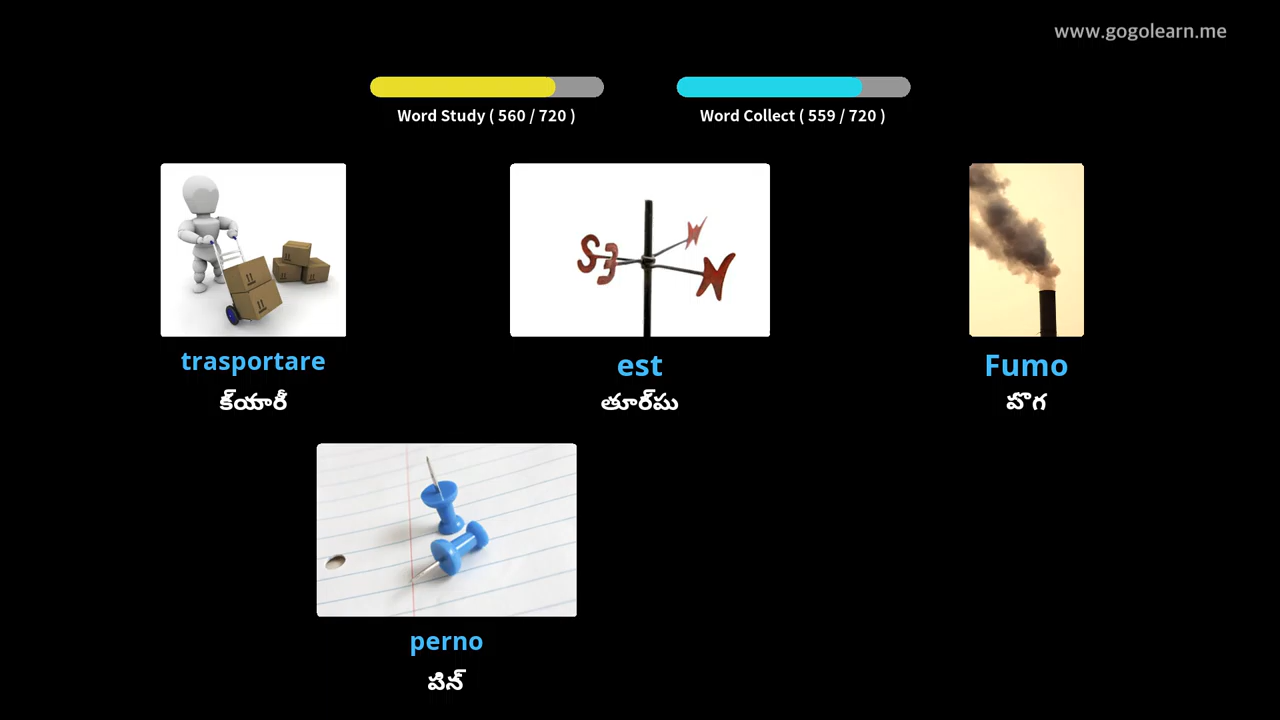 www.gogolearn.me
Word Study ( 560 / 720 )
Word Collect ( 559 / 720 )
trasportare
క్యారీ
est
తూర్పు
Fumo
పొగ
perno
పిన్